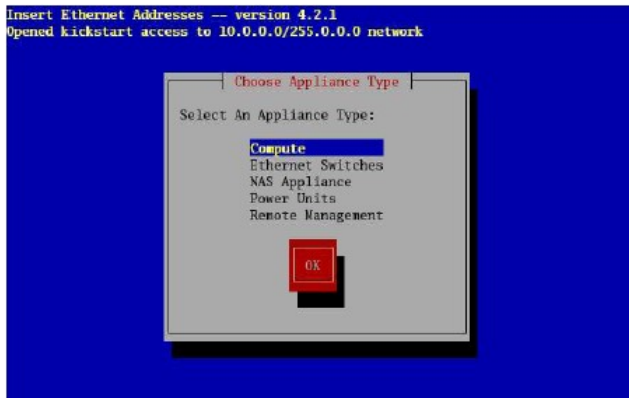 Insert Ethernet Addresses -- version 4.2.1
Opened kickstart access to 10.0.0.0/255.0.0.0 network
Choose Appliance Type
Select An Appliance Type:
Compute
Ethernet Switches
NAS Appliance
Power Units
Remote Management
OK